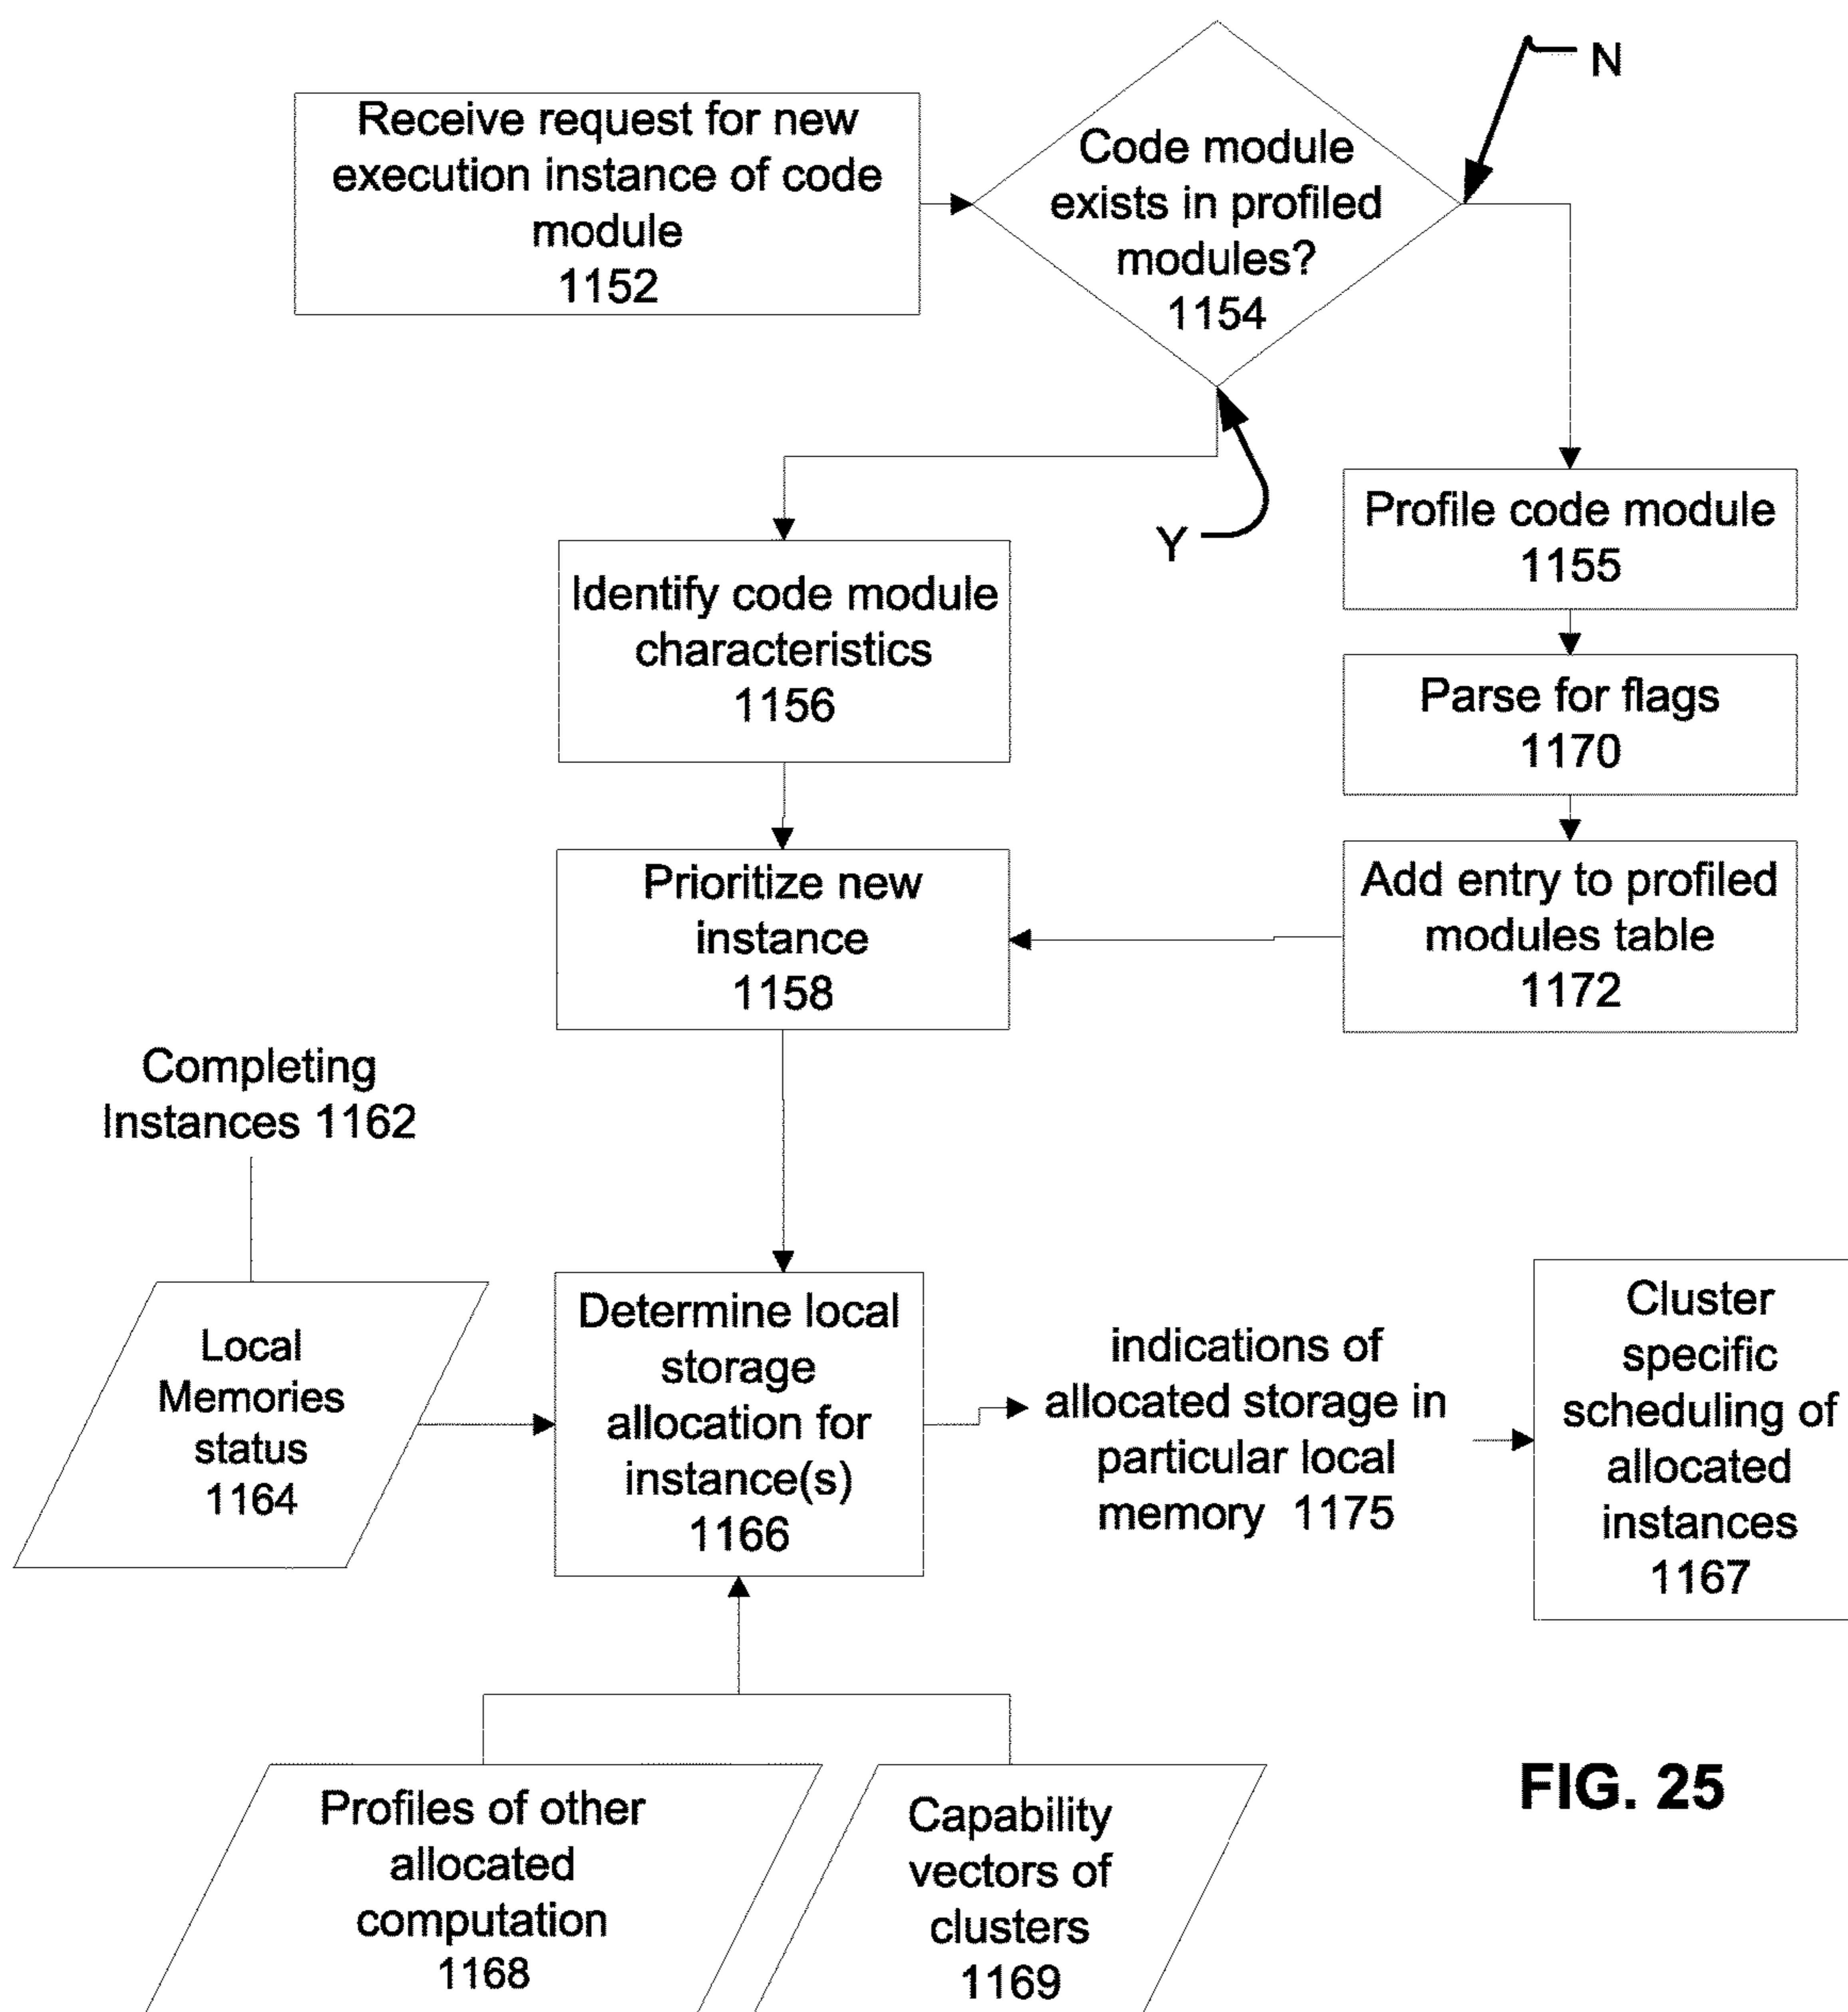 Receive request for new
execution instance of code
module
1152
Code module
exists in profiled
modules?
1154
N
Y
Profile code module
1155
Identify code module
characteristics
1156
Parse for flags
1170
Prioritize new
instance
1158
Add entry to profiled
modules table
1172
Completing
Instances 1162
Local
Memories
status
1164
Determine local
storage
allocation for
instance(s)
1166
indications of
allocated storage in
particular local
memory 1175
Cluster
specific
scheduling of
allocated
instances
1167
Profiles of other
allocated
computation
1168
Capability
vectors of
clusters
1169
FIG. 25